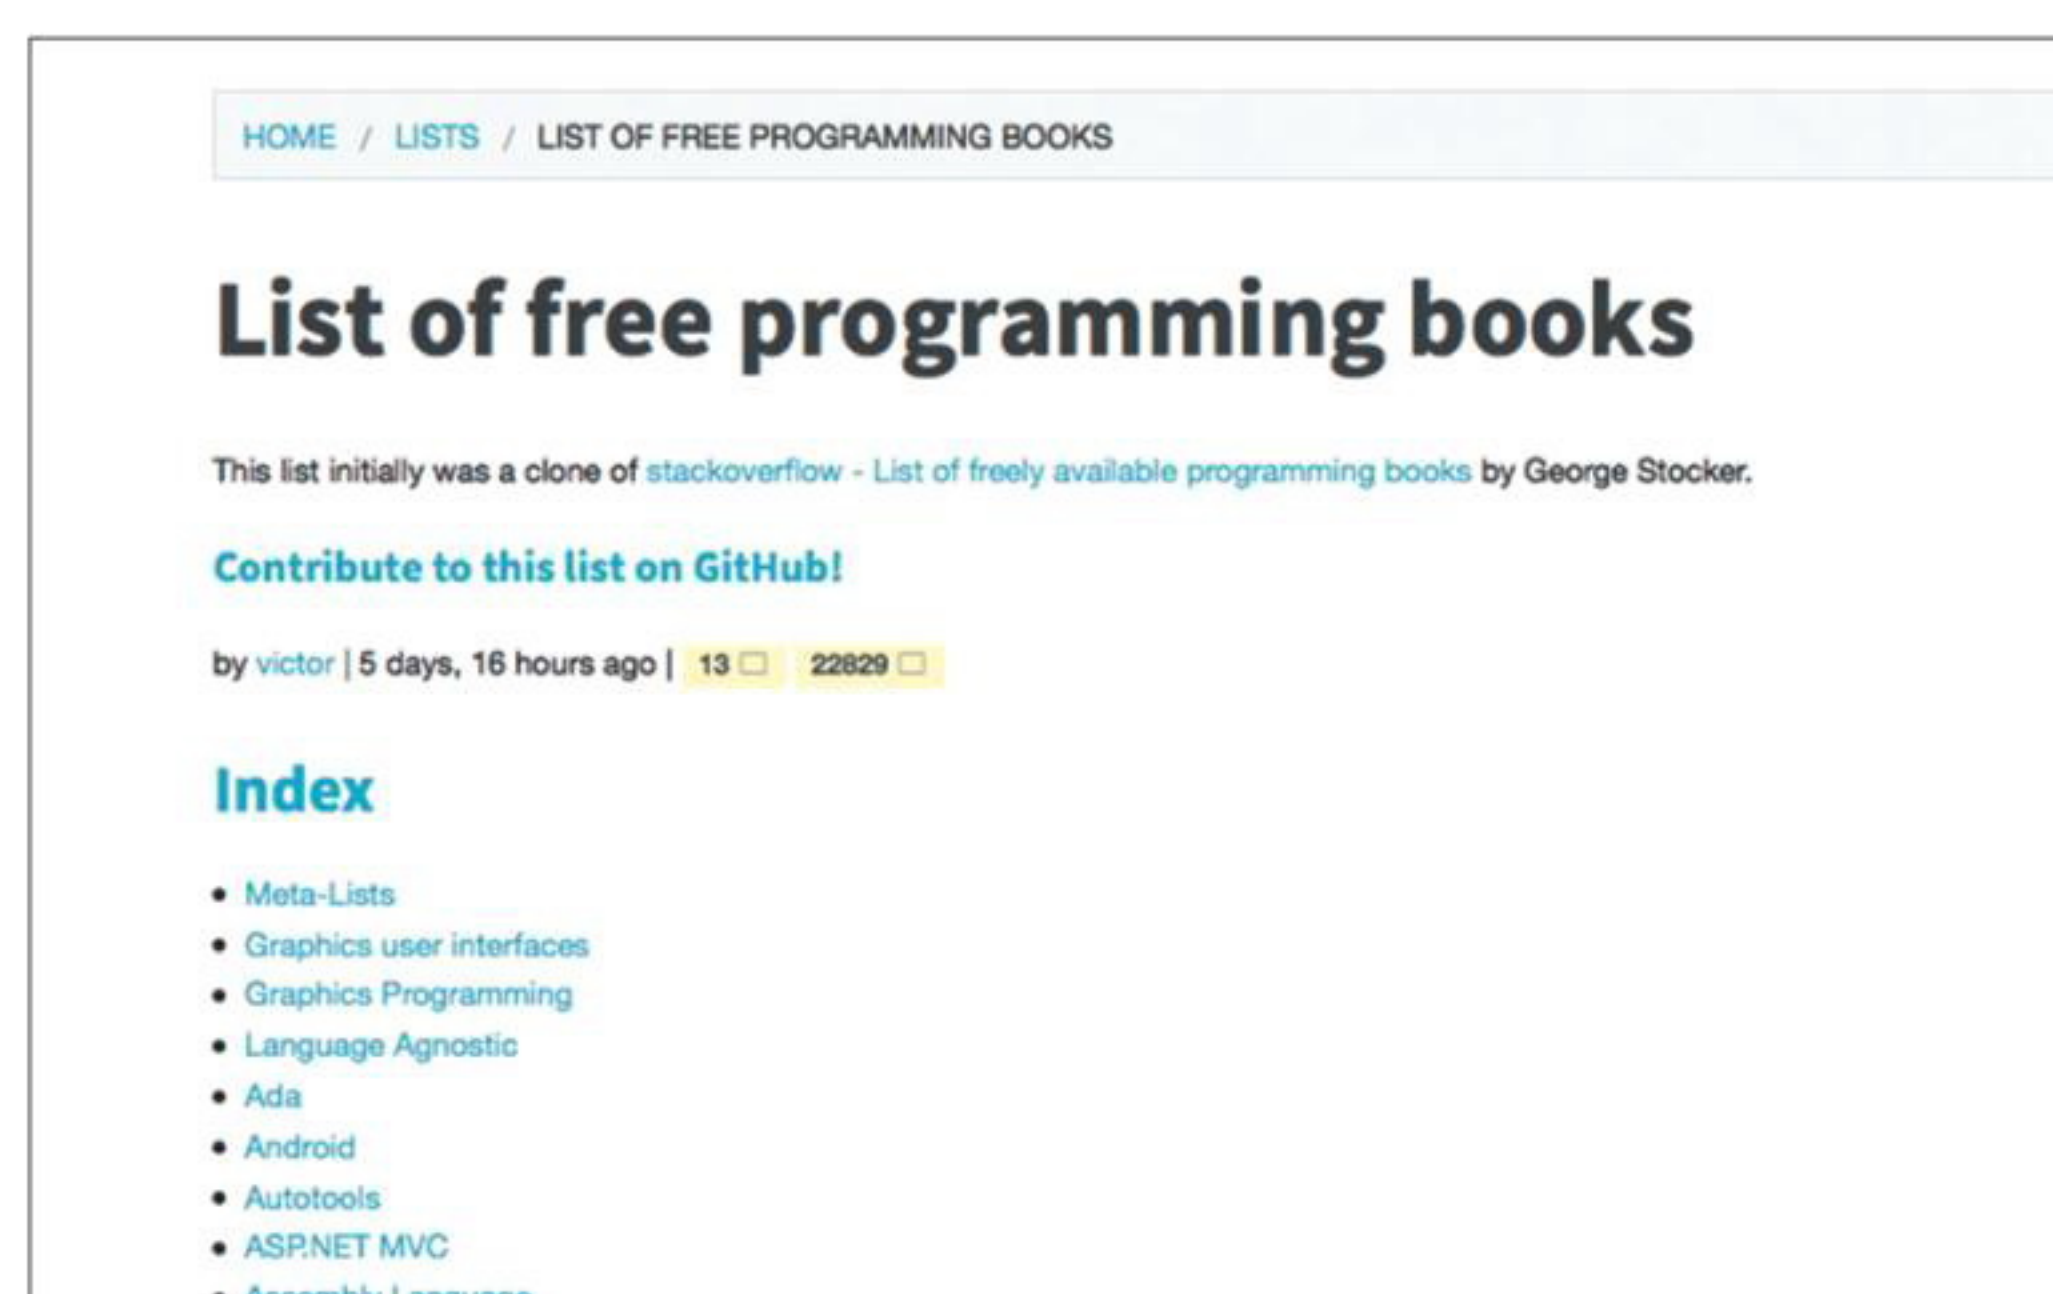 HOME / LISTS / LIST OF FREE PROGRAMMING BOOKS
List of free programming books
This list initially was a clone of stackoverflow - List of freely available programming books by George Stocker.
Contribute to this list on GitHub!
by victor | 5 days, 16 hours ago | 13 22829
Index
• Meta-Lists
• Graphics user interfaces
• Graphics Programming
• Language Agnostic
• Ada
• Android
• Autotools
• ASP.NET MVC
• Assembly Language